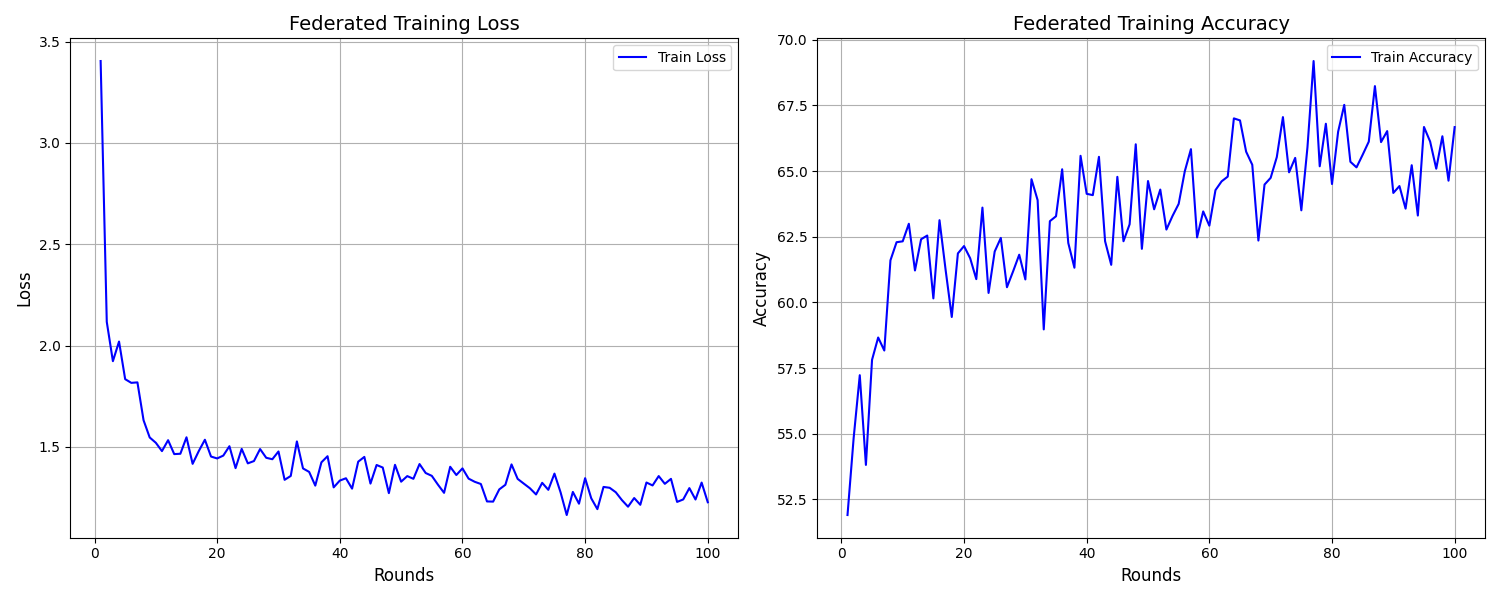 Federated Training Loss
3.5
3.0
2.5
2.0
1.5
Loss
Train Loss
0 20 40 60 80 100
Rounds
Federated Training Accuracy
70.0
67.5
65.0
62.5
60.0
57.5
55.0
52.5
Accuracy
Train Accuracy
0 20 40 60 80 100
Rounds